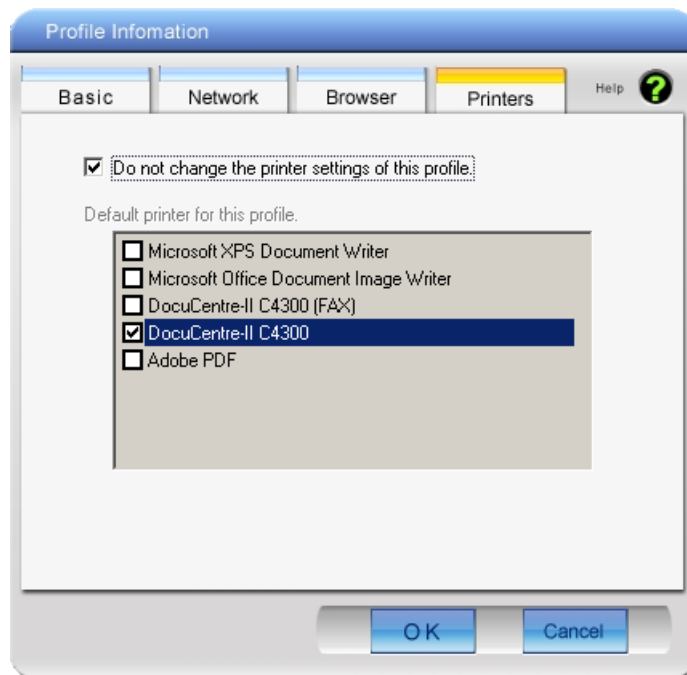 Profile Infomation
Basic Network Browser Printers Help ?
Do not change the printer settings of this profile.
Default printer for this profile.
Microsoft XPS Document Writer
Microsoft Office Document Image Writer
DocuCentre-II C4300 (FAX)
DocuCentre-II C4300
Adobe PDF
OK Cancel